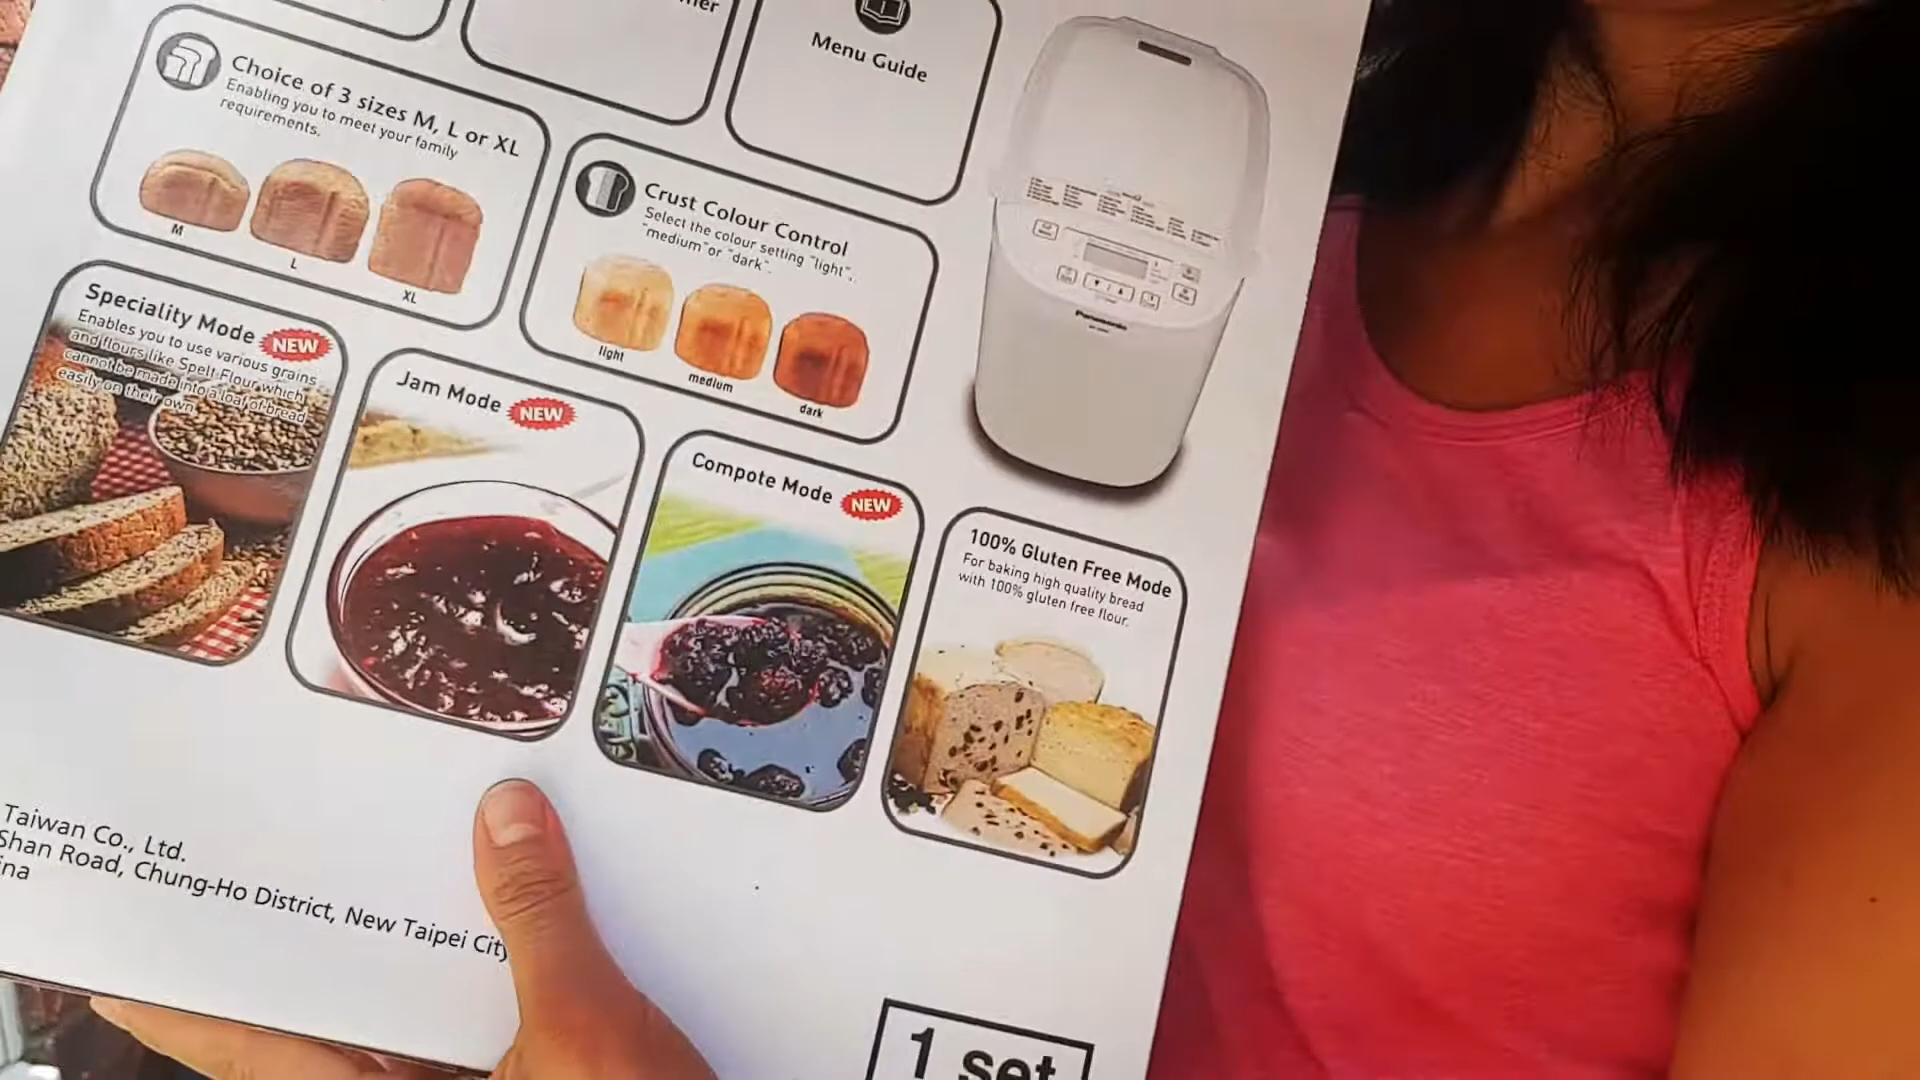 Menu Guide
Choice of 3 sizes M, L or XL
Enabling you to meet your family
requirements.
M
L
XL
Crust Colour Control
Select the colour setting "light",
"medium" or "dark".
light
medium
dark
Panasonic
Speciality Mode NEW
Enables you to use various grains
and flours like Spelt Flour which
cannot be made into a loaf of bread
easily on their own.
Jam Mode NEW
Compote Mode NEW
100% Gluten Free Mode
For baking high quality bread
with 100% gluten free flour.
Taiwan Co., Ltd.
Shan Road, Chung-Ho District, New Taipei City
1 set